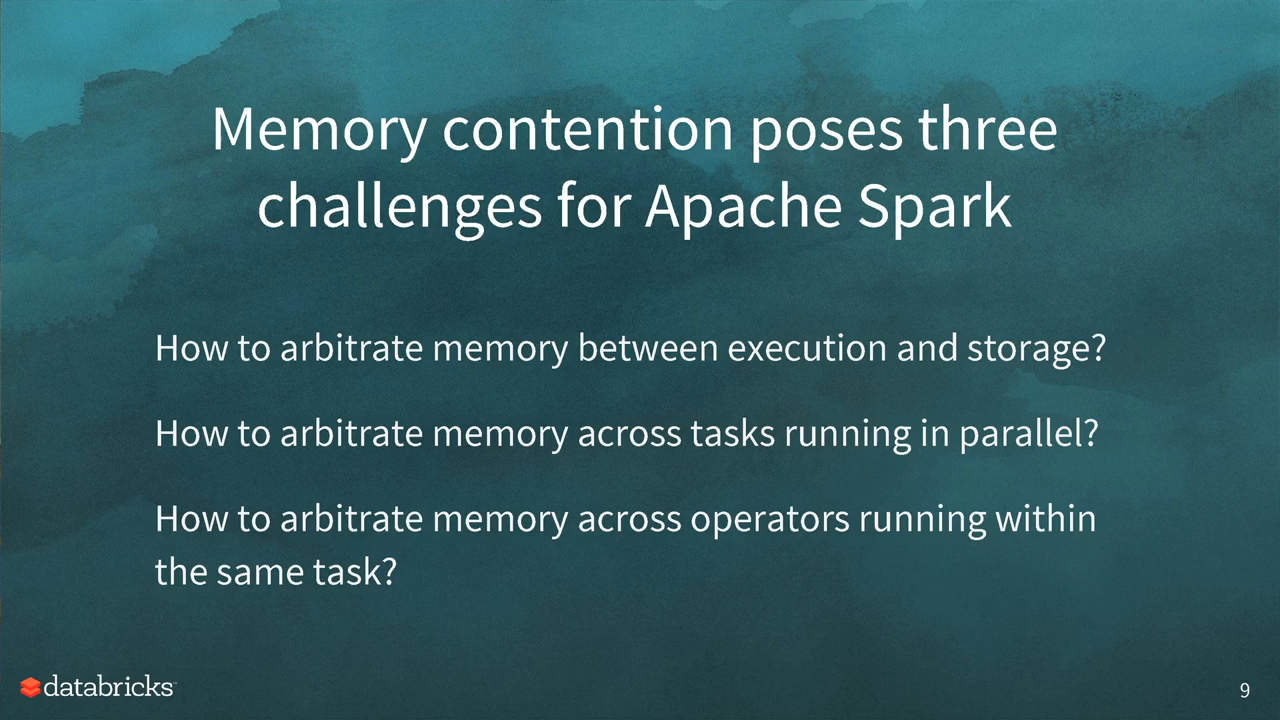 Memory contention poses three
challenges for Apache Spark
How to arbitrate memory between execution and storage?
How to arbitrate memory across tasks running in parallel?
How to arbitrate memory across operators running within
the same task?
databricks
9